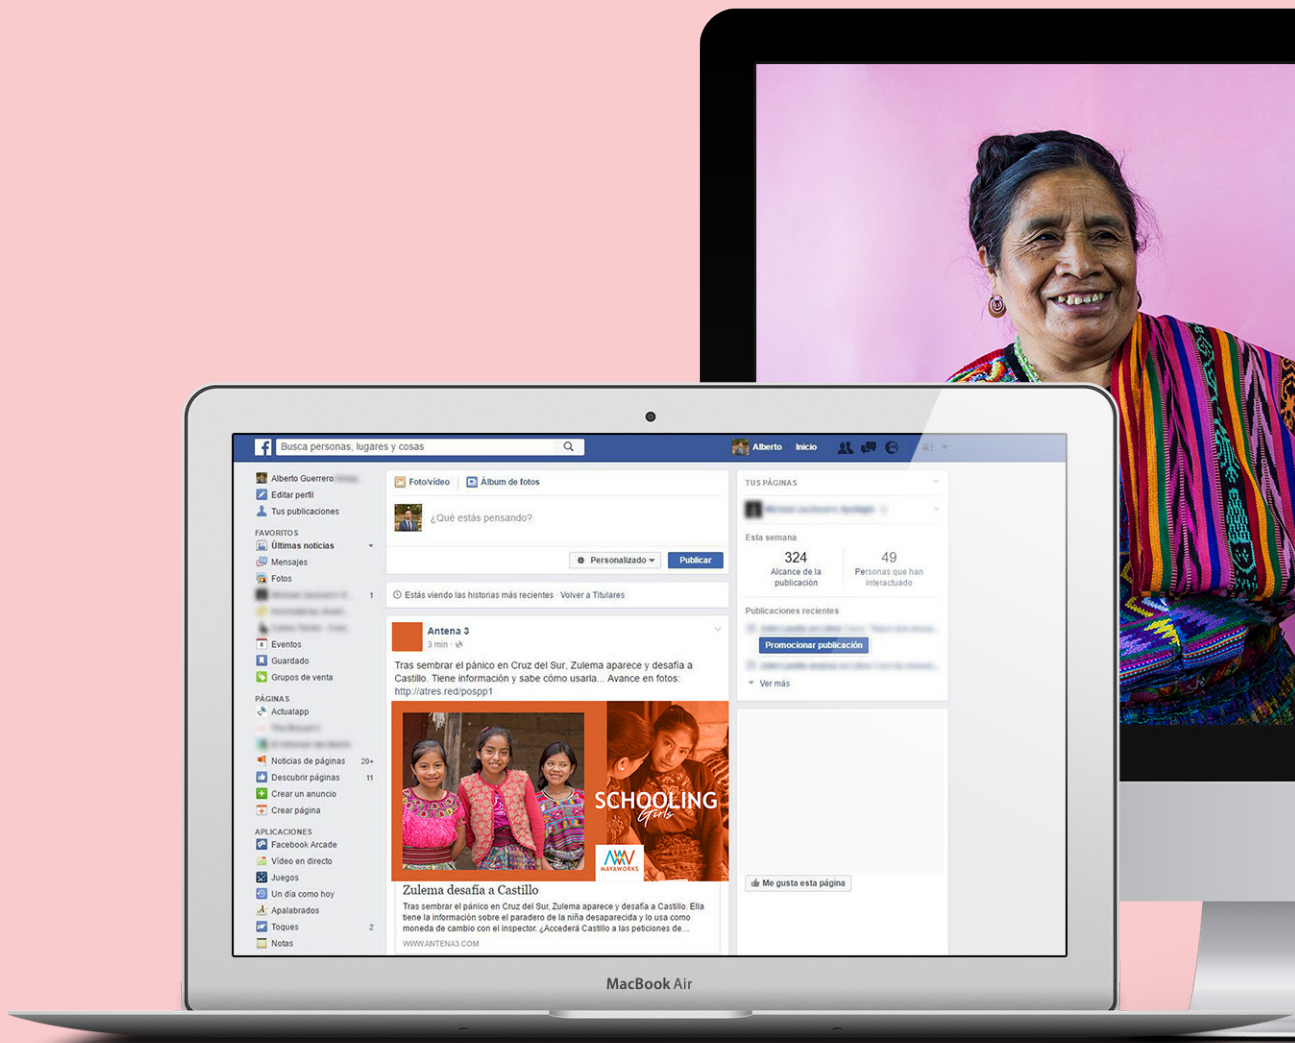 Busca personas, lugares y cosas
Alberto Inicio
Alberto Guerrero
Editar perfil
Tus publicaciones
FAVORITOS
Últimas noticias
Mensajes
Fotos
1
Eventos
Guardado
Grupos de venta
PÁGINAS
Actualapp
Noticias de páginas 20+
Descubrir páginas 11
Crear un anuncio
Crear página
APLICACIONES
Facebook Arcade
Vídeo en directo
Juegos
Un día como hoy
Apalabrados
Toques 2
Notas
Foto/vídeo Álbum de fotos
¿Qué estás pensando?
Personalizado Publicar
Estás viendo las historias más recientes · Volver a Titulares
Antena 3
3 min ·
Tras sembrar el pánico en Cruz del Sur, Zulema aparece y desafía a
Castillo. Tiene información y sabe cómo usarla... Avance en fotos:
http://atres.red/pospp1
SCHOOLING
Girls
MAYAWORKS
Zulema desafía a Castillo
Tras sembrar el pánico en Cruz del Sur, Zulema aparece y desafía a Castillo. Ella
tiene la información sobre el paradero de la niña desaparecida y lo usa como
moneda de cambio con el inspector. ¿Accederá Castillo a las peticiones de...
WWW.ANTENA3.COM
TUS PÁGINAS
Esta semana
324
Alcance de la
publicación
49
Personas que han
interactuado
Publicaciones recientes
Promocionar publicación
Ver más
Me gusta esta página
MacBook Air